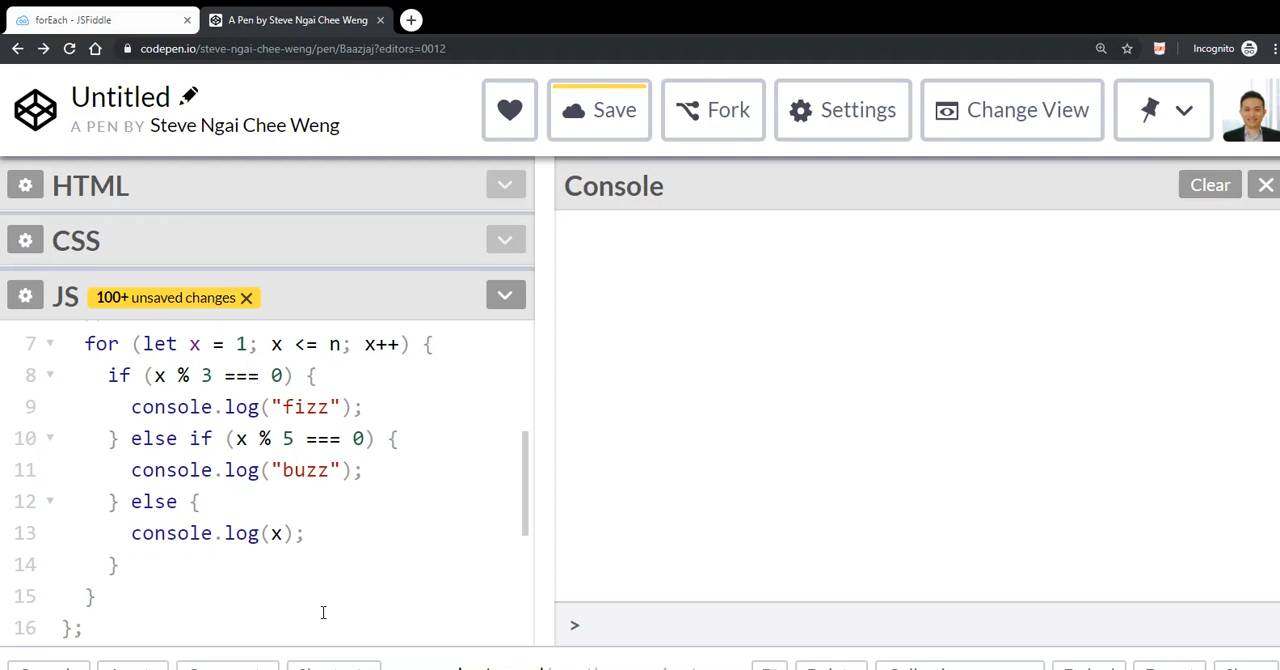 forEach - JSFiddle
A Pen by Steve Ngai Chee Weng
codepen.io/steve-ngai-chee-weng/pen/Baazjaj?editors=0012
Incognito
Untitled
A PEN BY Steve Ngai Chee Weng
Save
Fork
Settings
Change View
HTML
CSS
JS
100+ unsaved changes
7 for (let x = 1; x <= n; x++) {
8 if (x % 3 === 0) {
9 console.log("fizz");
10 } else if (x % 5 === 0) {
11 console.log("buzz");
12 } else {
13 console.log(x);
14 }
15 }
16 };
Console
Clear
>